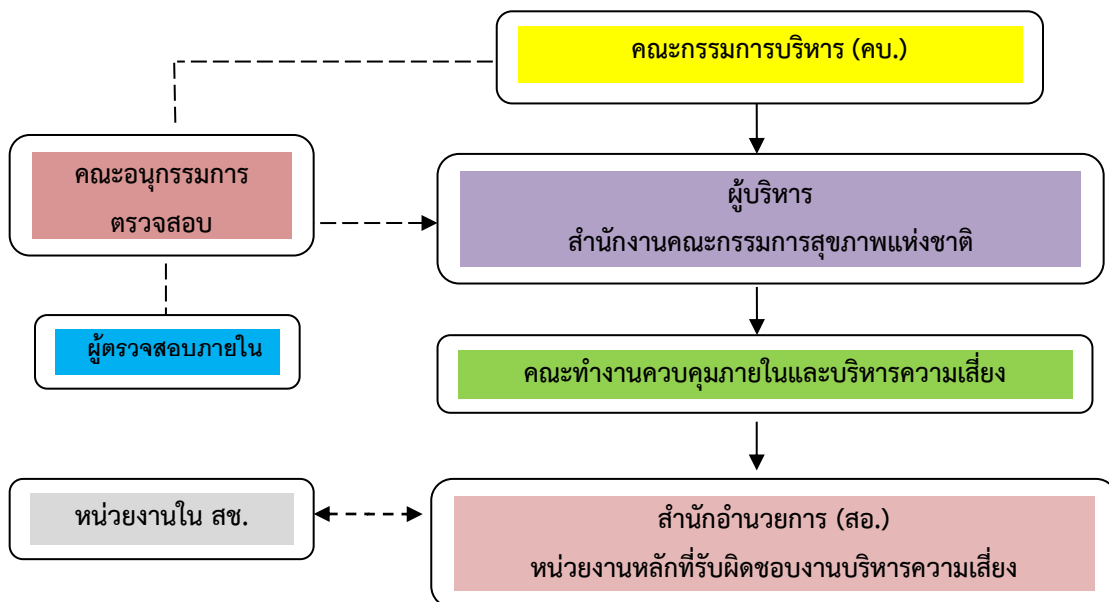 คณะกรรมการบริหาร (คบ.)
คณะอนุกรรมการ
ตรวจสอบ
ผู้บริหาร
สำนักงานคณะกรรมการสุขภาพแห่งชาติ
ผู้ตรวจสอบภายใน
คณะทำงานควบคุมภายในและบริหารความเสี่ยง
หน่วยงานใน สช.
สำนักอำนวยการ (สอ.)
หน่วยงานหลักที่รับผิดชอบงานบริหารความเสี่ยง